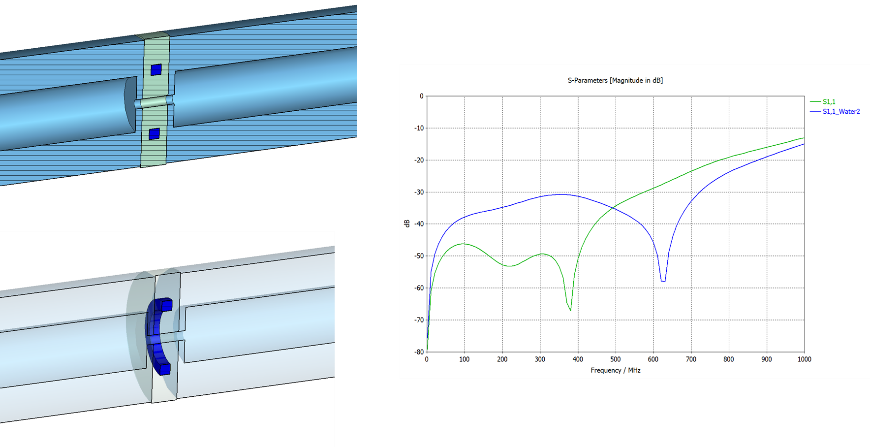 S-Parameters [Magnitude in dB]
0
-10
-20
-30
-40
-50
-60
-70
-80
dB
0 100 200 300 400 500 600 700 800 900 1000
Frequency / MHz
S1,1
S1,1_Water2